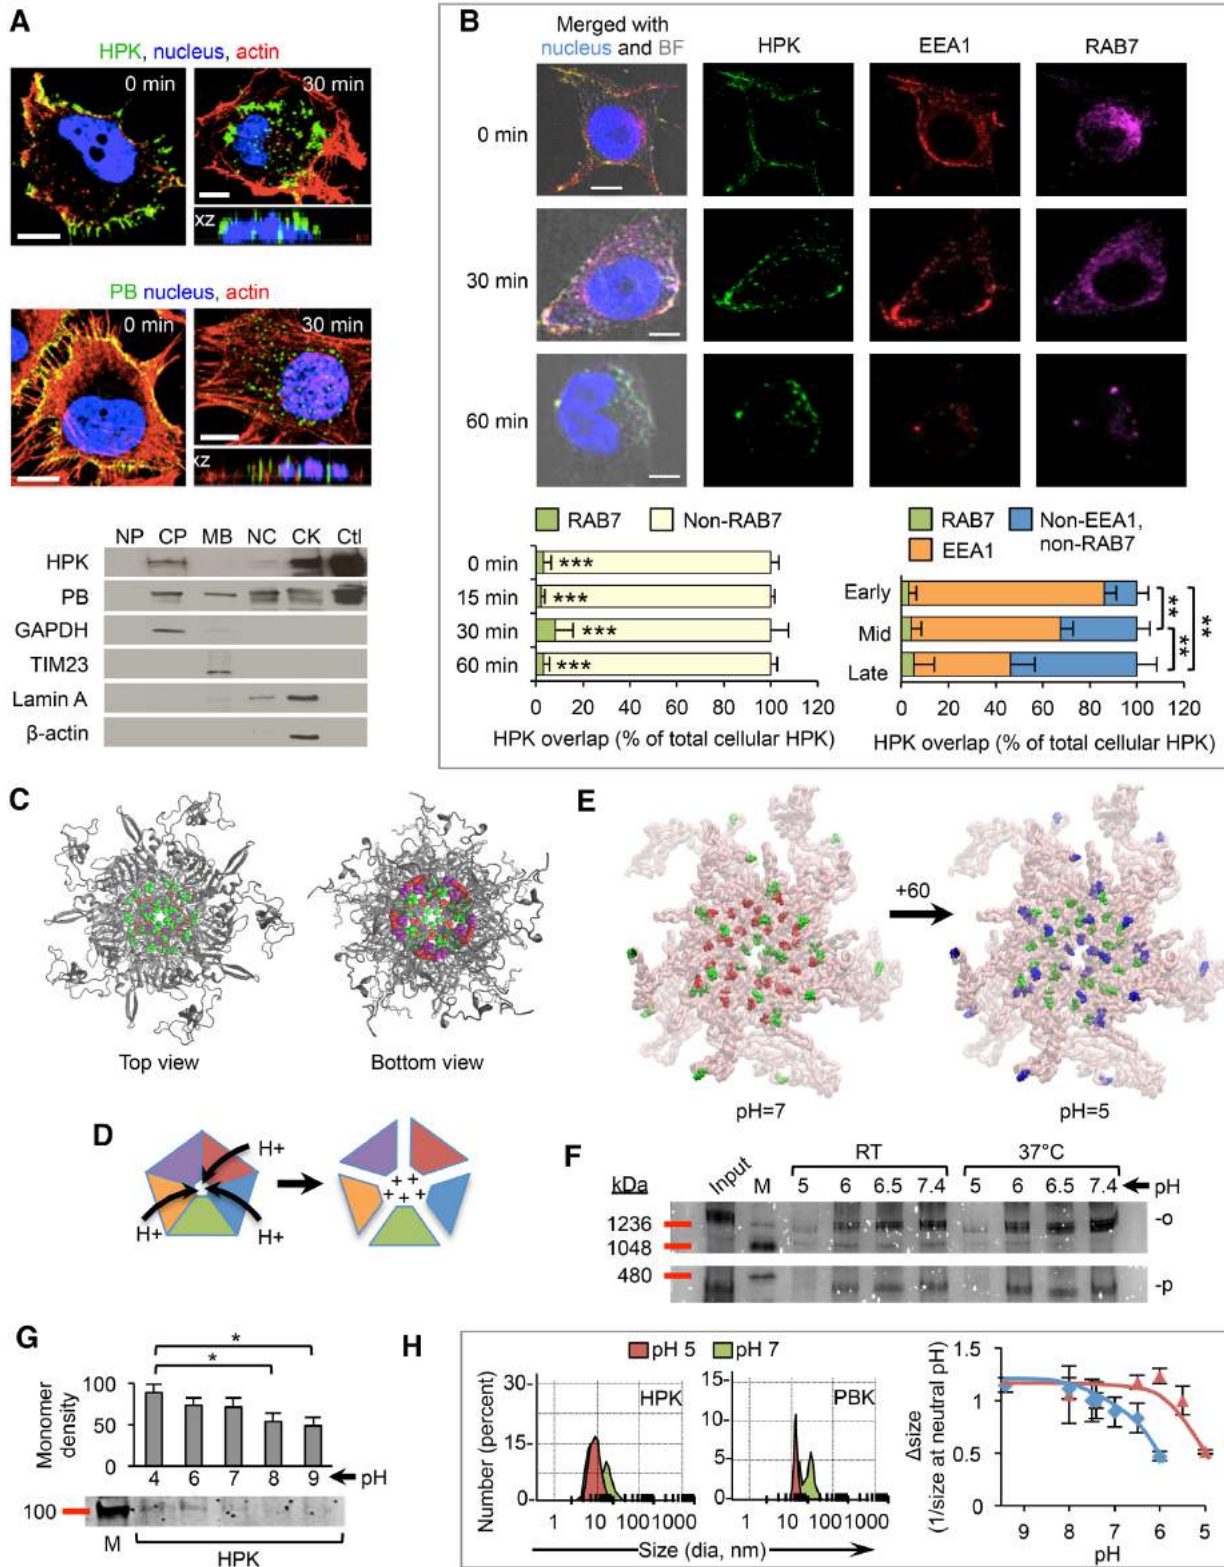 A
HPK, nucleus, actin
0 min
30 min
xz
PB nucleus, actin
0 min
30 min
xz
NP CP MB NC CK Ctl
HPK
PB
GAPDH
TIM23
Lamin A
β-actin
B
Merged with
nucleus and BF
HPK
EEA1
RAB7
0 min
30 min
60 min
RAB7 Non-RAB7
0 min ***
15 min ***
30 min ***
60 min ***
0 20 40 60 80 100 120
HPK overlap (% of total cellular HPK)
RAB7 Non-EEA1,
EEA1 non-RAB7
Early
Mid
Late
** ** **
0 20 40 60 80 100 120
HPK overlap (% of total cellular HPK)
C
Top view
Bottom view
D
H+
H+ H+
+ + + + +
E
+60
pH=7
pH=5
F
RT 37°C
kDa Input M 5 6 6.5 7.4 5 6 6.5 7.4 pH
1236 -o
1048
480 -p
G
* 
*
Monomer
density
100
50
0
4 6 7 8 9 pH
100
M HPK
H
pH 5 pH 7
Number (percent)
30
15
0
HPK
1 10 100 1000
15
10
5
0
PBK
1 10 100 1000
Size (dia, nm)
Δsize
(1/size at neutral pH)
1.5
1
0.5
0
9 8 7 6 5
pH